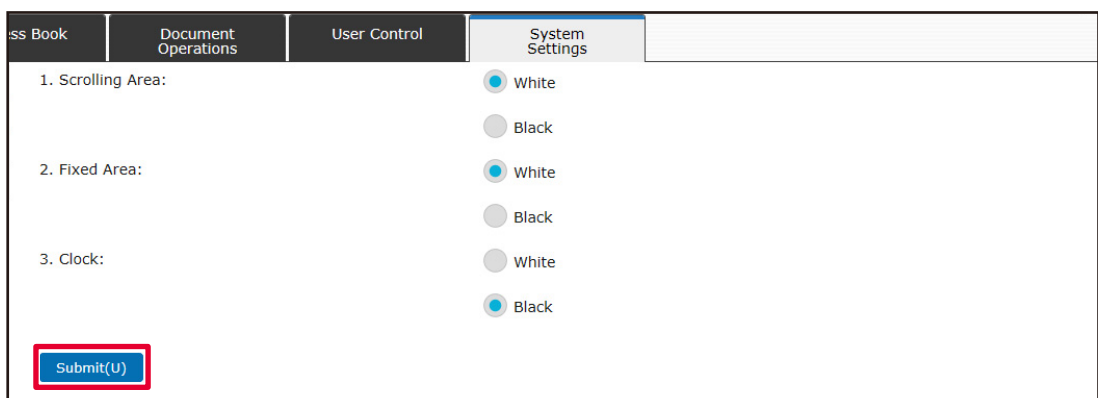 ss Book
Document
Operations
User Control
System
Settings
1. Scrolling Area:
White
Black
2. Fixed Area:
White
Black
3. Clock:
White
Black
Submit(U)